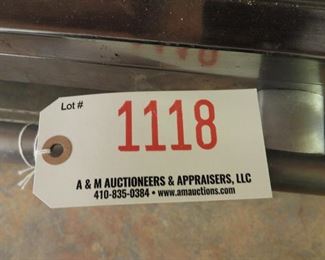 Lot #
1118
A & M AUCTIONEERS & APPRAISERS, LLC
410-835-0384 • www.amauctions.com